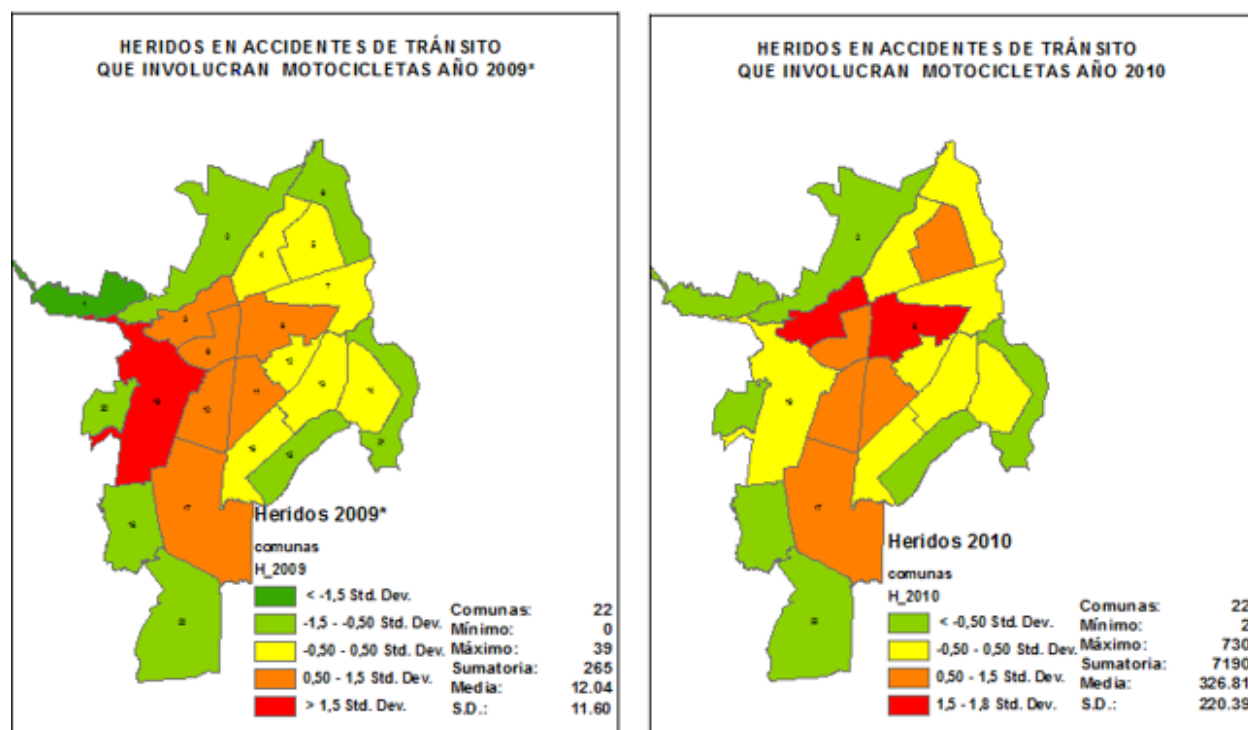 HERIDOS EN ACCIDENTES DE TRÁNSITO
QUE INVOLUCRAN MOTOCICLETAS AÑO 2009*
Heridos 2009*
comunas
H_2009
< -1,5 Std. Dev.
-1,5 - -0,50 Std. Dev.
-0,50 - 0,50 Std. Dev.
0,50 - 1,5 Std. Dev.
> 1,5 Std. Dev.
Comunas: 22
Mínimo: 0
Máximo: 39
Sumatoria: 265
Media: 12.04
S.D.: 11.60
HERIDOS EN ACCIDENTES DE TRÁNSITO
QUE INVOLUCRAN MOTOCICLETAS AÑO 2010
Heridos 2010
comunas
H_2010
< -0,50 Std. Dev.
-0,50 - 0,50 Std. Dev.
0,50 - 1,5 Std. Dev.
1,5 - 1,8 Std. Dev.
Comunas: 22
Mínimo: 2
Máximo: 730
Sumatoria: 7190
Media: 326.81
S.D.: 220.39